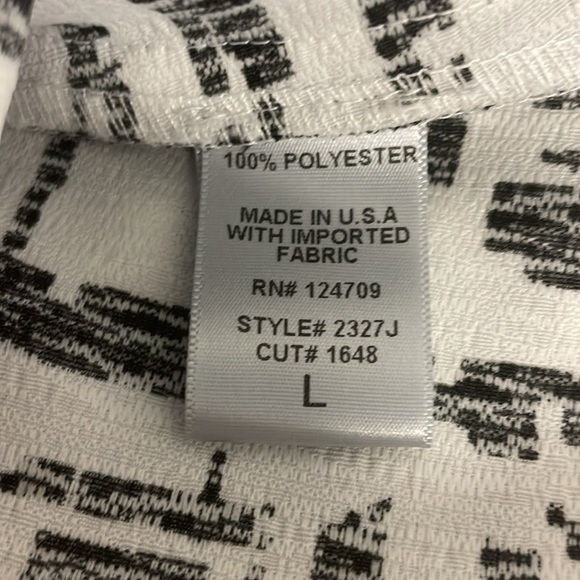 100% POLYESTER
MADE IN U.S.A
WITH IMPORTED
FABRIC
RN# 124709
STYLE# 2327J
CUT# 1648
L